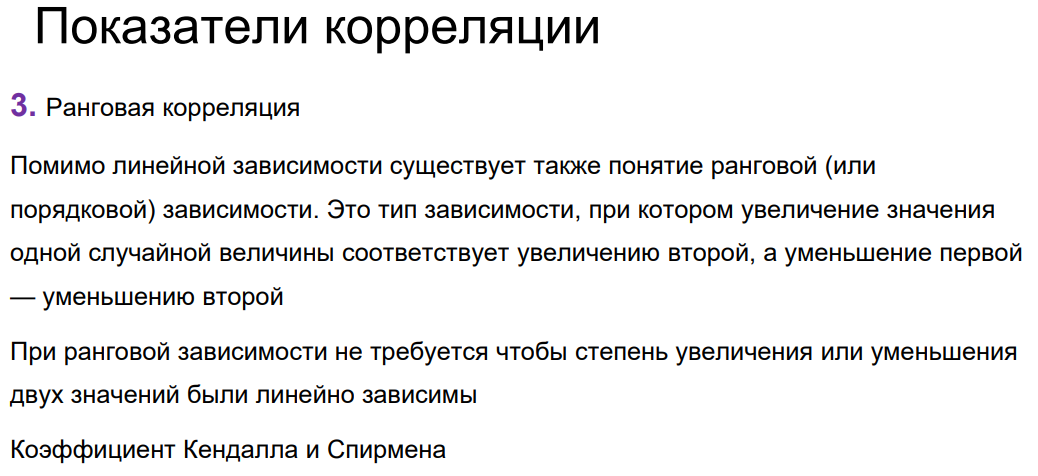 Показатели корреляции
3. Ранговая корреляция
Помимо линейной зависимости существует также понятие ранговой (или
порядковой) зависимости. Это тип зависимости, при котором увеличение значения
одной случайной величины соответствует увеличению второй, а уменьшение первой
— уменьшению второй
При ранговой зависимости не требуется чтобы степень увеличения или уменьшения
двух значений были линейно зависимы
Коэффициент Кендалла и Спирмена